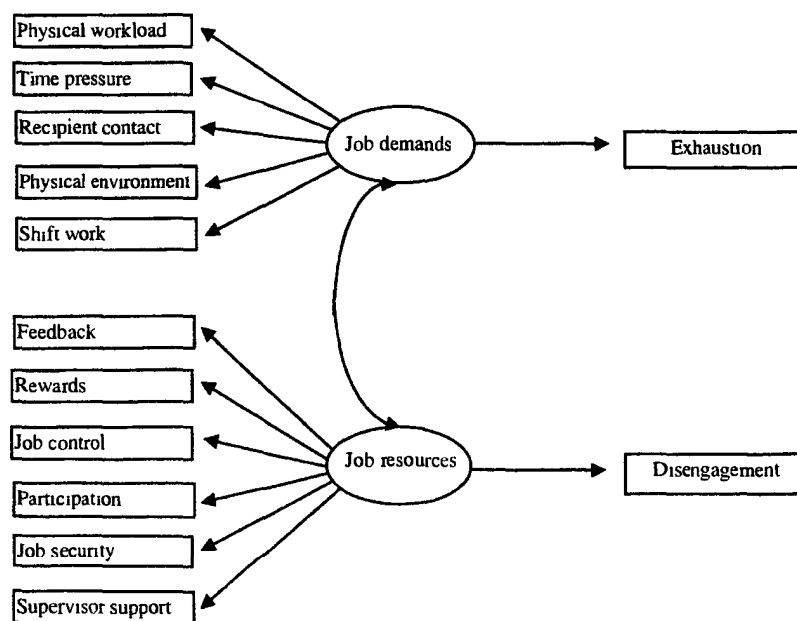 Physical workload
Time pressure
Recipient contact
Physical environment
Shift work
Job demands
Exhaustion
Feedback
Rewards
Job control
Participation
Job security
Supervisor support
Job resources
Disengagement